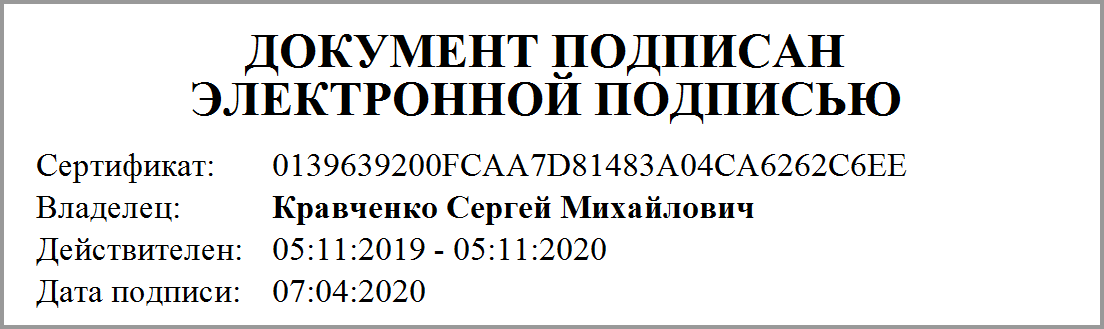 ДОКУМЕНТ ПОДПИСАН
ЭЛЕКТРОННОЙ ПОДПИСЬЮ
Сертификат: 0139639200FCAA7D81483A04CA6262C6EE
Владелец: Кравченко Сергей Михайлович
Действителен: 05:11:2019 - 05:11:2020
Дата подписи: 07:04:2020